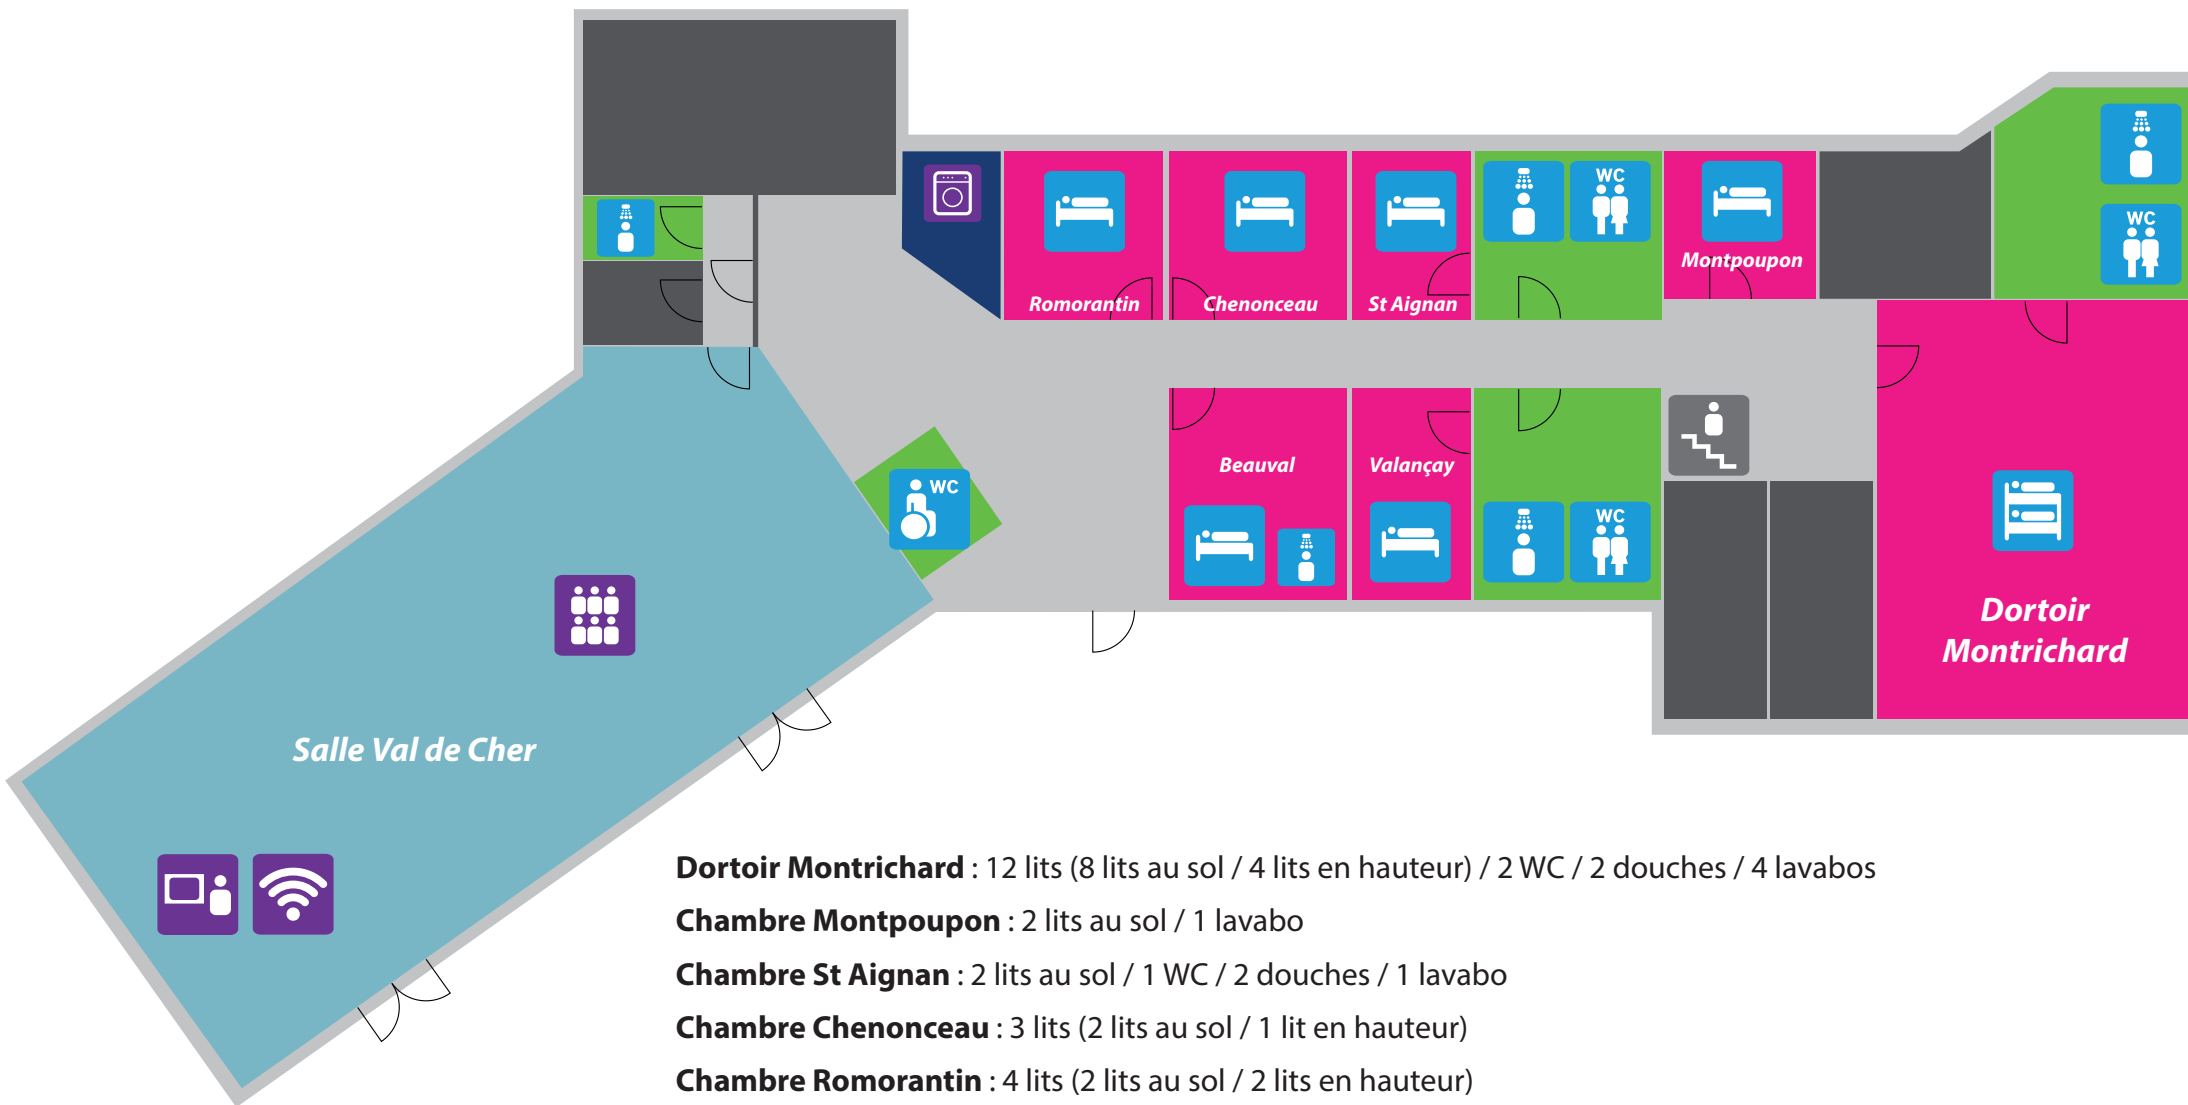 WC
WC
WC
Montpoupon
Romorantin
Chenonceau
St Aignan
Beauval
Valançay
WC
WC
Dortoir
Montrichard
Salle Val de Cher
Dortoir Montrichard : 12 lits (8 lits au sol / 4 lits en hauteur) / 2 WC / 2 douches / 4 lavabos
Chambre Montpoupon : 2 lits au sol / 1 lavabo
Chambre St Aignan : 2 lits au sol / 1 WC / 2 douches / 1 lavabo
Chambre Chenonceau : 3 lits (2 lits au sol / 1 lit en hauteur)
Chambre Romorantin : 4 lits (2 lits au sol / 2 lits en hauteur)